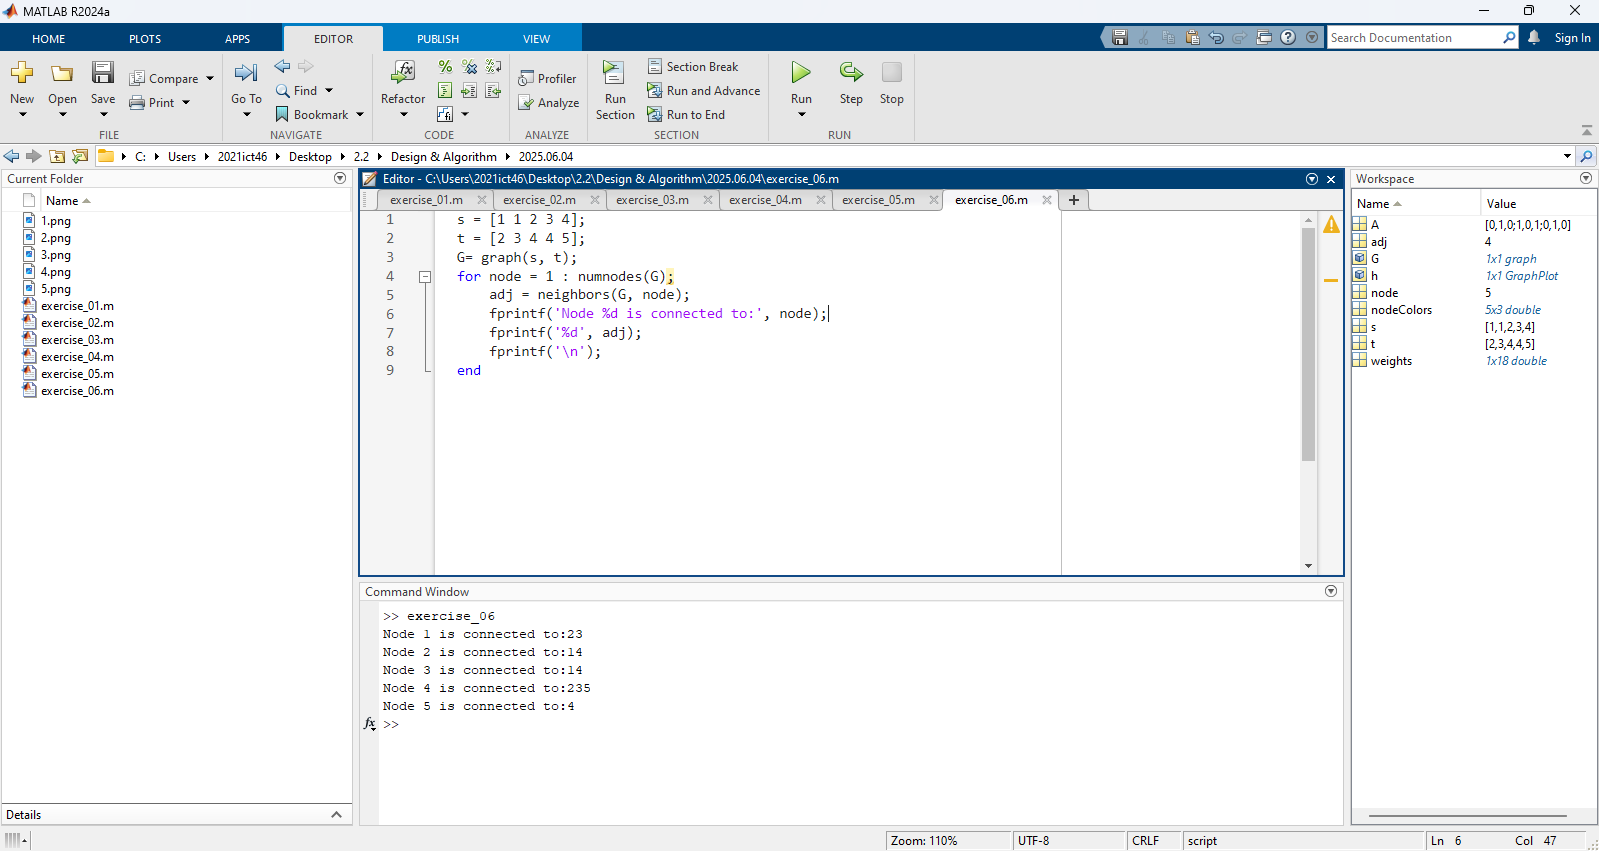 MATLAB R2024a
HOME PLOTS APPS EDITOR PUBLISH VIEW Search Documentation Sign In
New Open Save Compare Print Go To Find Bookmark Refactor Profiler Analyze Run Section Section Break Run and Advance Run to End Run Step Stop
FILE NAVIGATE CODE ANALYZE SECTION RUN
C: Users 2021ict46 Desktop 2.2 Design & Algorithm 2025.06.04
Current Folder
Name
1.png
2.png
3.png
4.png
5.png
exercise_01.m
exercise_02.m
exercise_03.m
exercise_04.m
exercise_05.m
exercise_06.m
Details
Editor - C:\Users\2021ict46\Desktop\2.2\Design & Algorithm\2025.06.04\exercise_06.m
exercise_01.m exercise_02.m exercise_03.m exercise_04.m exercise_05.m exercise_06.m +
1 s = [1 1 2 3 4];
2 t = [2 3 4 4 5];
3 G= graph(s, t);
4 for node = 1 : numnodes(G);
5 adj = neighbors(G, node);
6 fprintf('Node %d is connected to:', node);
7 fprintf('%d', adj);
8 fprintf('\n');
9 end
Command Window
>> exercise_06
Node 1 is connected to:23
Node 2 is connected to:14
Node 3 is connected to:14
Node 4 is connected to:235
Node 5 is connected to:4
fx >>
Workspace
Name Value
A [0,1,0;1,0,1;0,1,0]
adj 4
G 1x1 graph
h 1x1 GraphPlot
node 5
nodeColors 5x3 double
s [1,1,2,3,4]
t [2,3,4,4,5]
weights 1x18 double
Zoom: 110% UTF-8 CRLF script Ln 6 Col 47